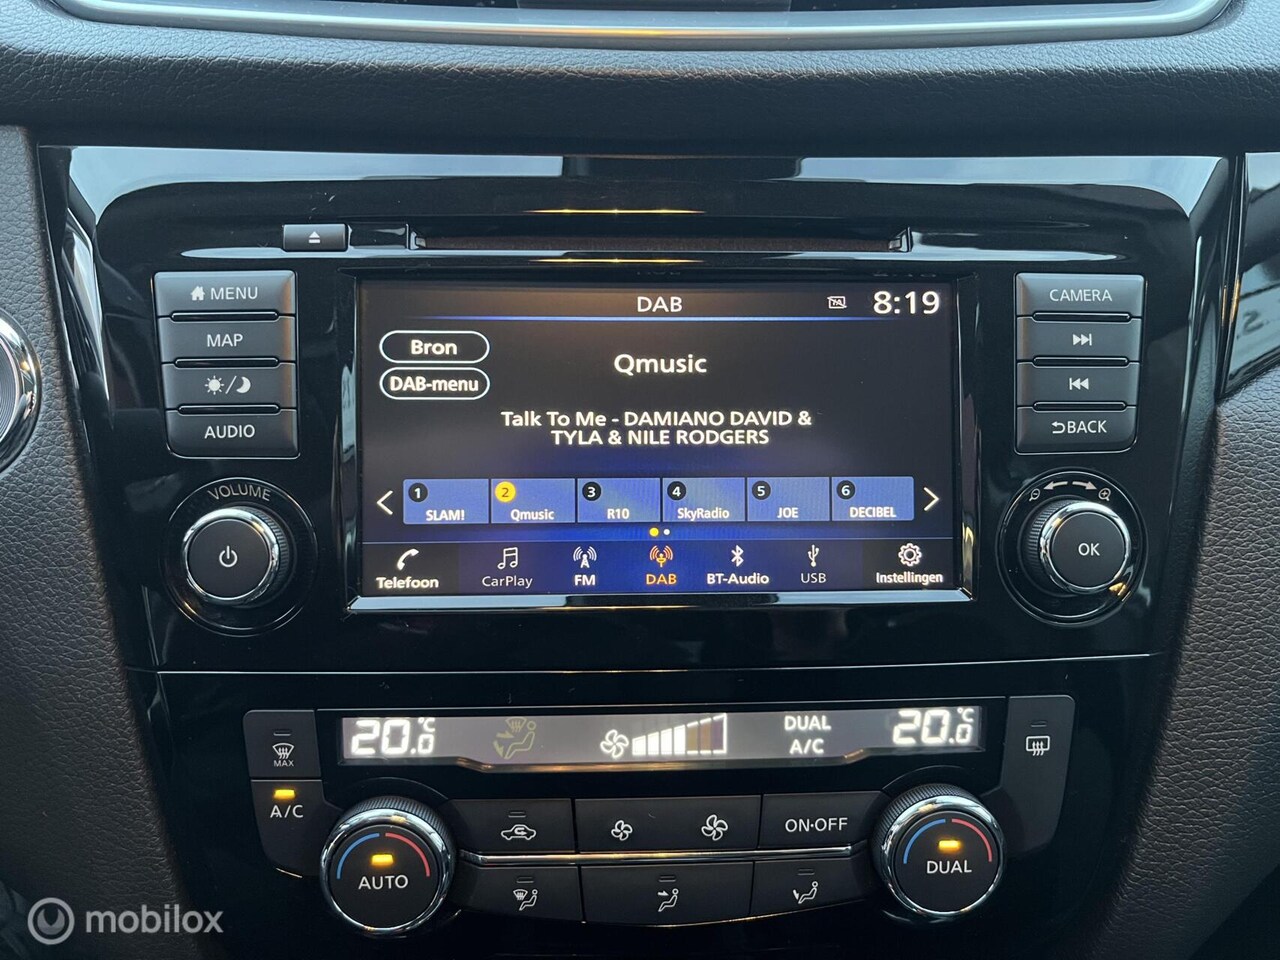 MENU
MAP
AUDIO
VOLUME
DAB
8:19
Bron
DAB-menu
Qmusic
Talk To Me - DAMIANO DAVID &
TYLA & NILE RODGERS
1 SLAM!
2 Qmusic
3 R10
4 SkyRadio
5 JOE
6 DECIBEL
Telefoon
CarPlay
FM
DAB
BT-Audio
USB
Instellingen
CAMERA
BACK
OK
20.0°C
DUAL
A/C
20.0°C
MAX
A/C
AUTO
ON·OFF
DUAL
mobilox